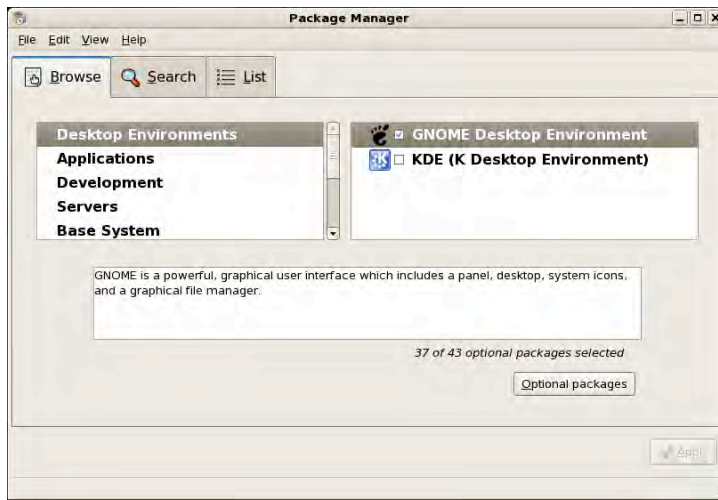 Package Manager
File Edit View Help
Browse Search List
Desktop Environments
Applications
Development
Servers
Base System
GNOME Desktop Environment
KDE (K Desktop Environment)
GNOME is a powerful, graphical user interface which includes a panel, desktop, system icons,
and a graphical file manager.
37 of 43 optional packages selected
Optional packages